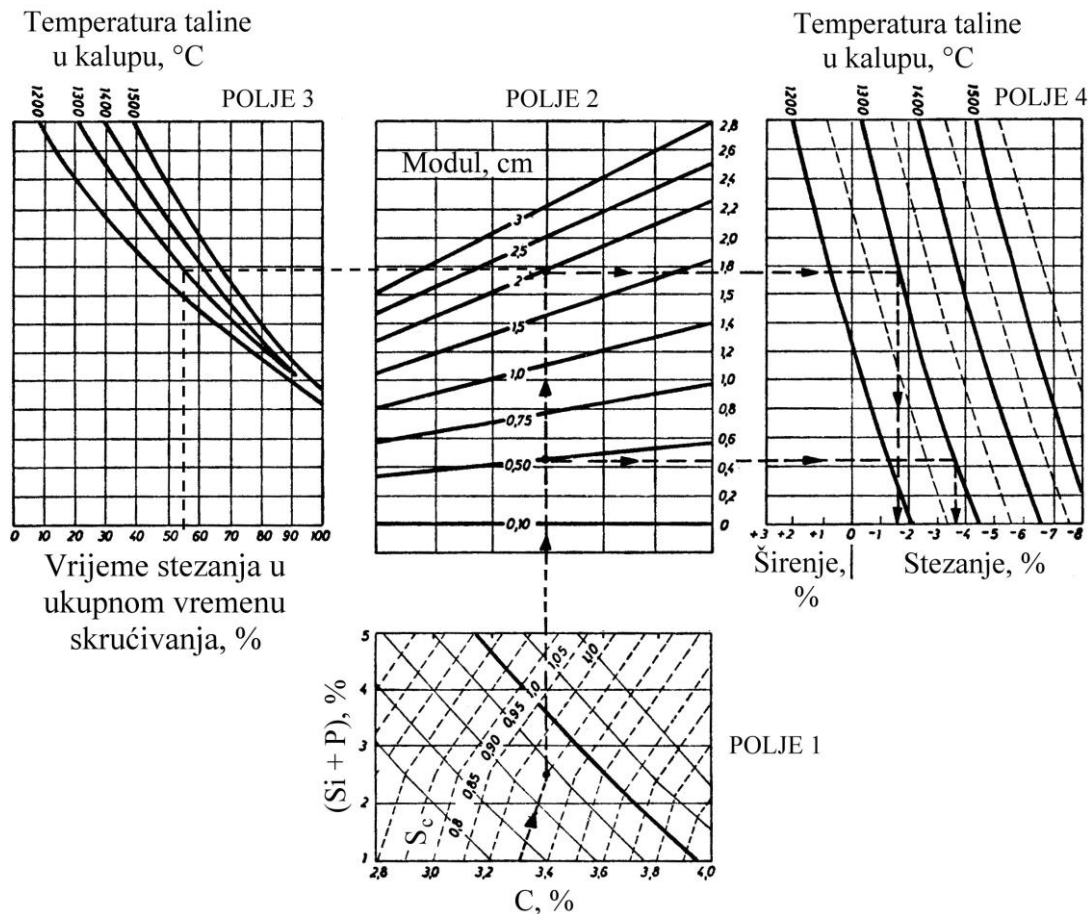 Temperatura taline
u kalupu, °C
1200
1300
1400
1500
POLJE 3
0 10 20 30 40 50 60 70 80 90 100
Vrijeme stezanja u
ukupnom vremenu
skrućivanja, %
POLJE 2
Modul, cm
3
2,5
2
1,5
1,0
0,75
0,50
0,10
2,8
2,6
2,4
2,2
2,0
1,8
1,5
1,4
1,2
1,0
0,8
0,6
0,4
0,2
0
Temperatura taline
u kalupu, °C
1200
1300
1400
1500
POLJE 4
+3 +2 +1 0 -1 -2 -3 -4 -5 -6 -7 -8
Širenje,
%
Stezanje, %
5
4
3
2
1
(Si + P), %
0,8
0,85
0,90
0,95
1,0
1,05
1,10
Sc
POLJE 1
2,8 3,0 3,2 3,4 3,6 3,8 4,0
C, %